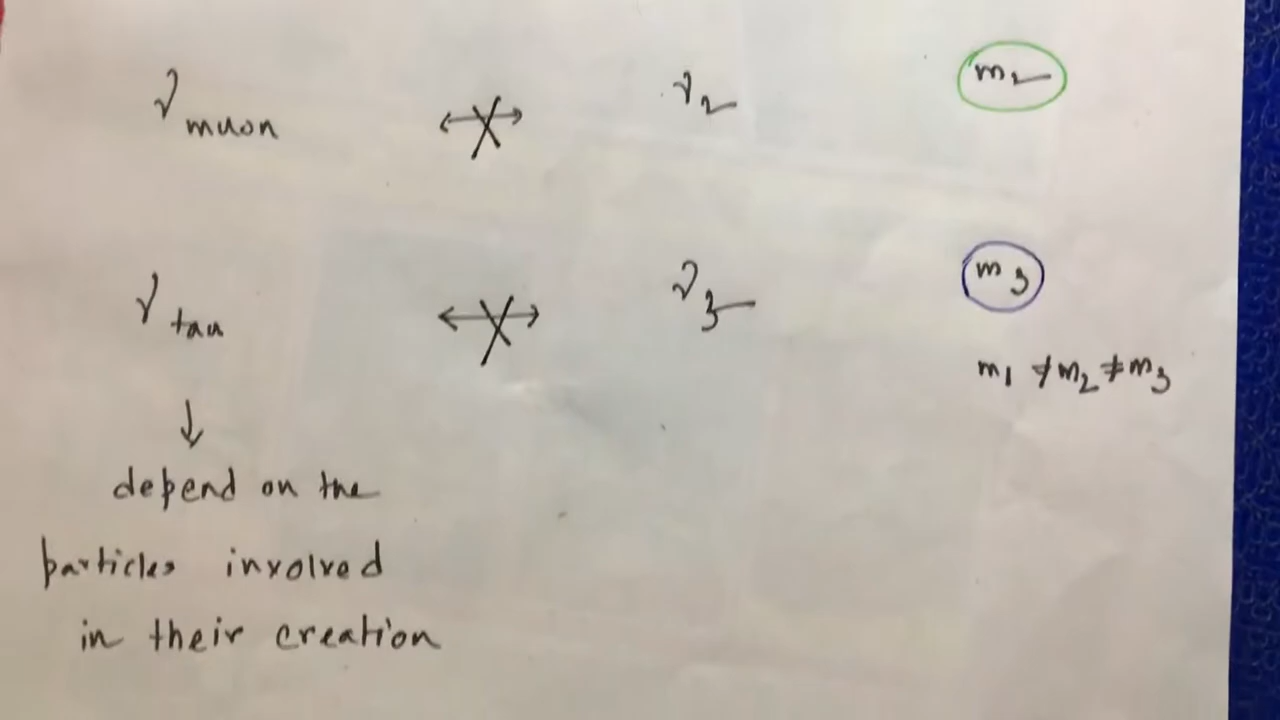 ν muon ↮ ν2 m2
ν tau ↮ ν3 m3
m1 ≠ m2 ≠ m3
↓
depend on the
particles involved
in their creation